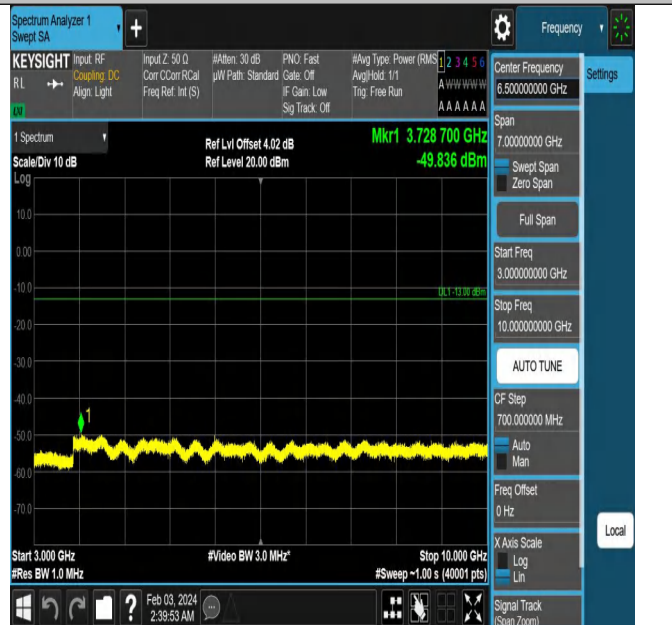 Spectrum Analyzer 1
Swept SA
+
Frequency
KEYSIGHT
RL
LXI
Input: RF
Coupling: DC
Align: Light
Input Z: 50 Ω
Corr CCorr RCal
Freq Ref: Int (S)
#Atten: 30 dB
µW Path: Standard
PNO: Fast
Gate: Off
IF Gain: Low
Sig Track: Off
#Avg Type: Power (RMS
Avg|Hold: 1/1
Trig: Free Run
1 2 3 4 5 6
A W W W W W
A A A A A A
1 Spectrum
Scale/Div 10 dB
Log
Ref Lvl Offset 4.02 dB
Ref Level 20.00 dBm
Mkr1 3.728 700 GHz
-49.836 dBm
10.0
0.00
-10.0
DL1 -13.00 dBm
-20.0
-30.0
-40.0
1
-50.0
-60.0
-70.0
Start 3.000 GHz
#Res BW 1.0 MHz
#Video BW 3.0 MHz*
Stop 10.000 GHz
#Sweep ~1.00 s (40001 pts)
Feb 03, 2024
2:39:53 AM
Center Frequency
6.50000000 GHz
Settings
Span
7.00000000 GHz
Swept Span
Zero Span
Full Span
Start Freq
3.000000000 GHz
Stop Freq
10.000000000 GHz
AUTO TUNE
CF Step
700.000000 MHz
Auto
Man
Freq Offset
0 Hz
X Axis Scale
Log
Lin
Local
Signal Track
(Span Zoom)